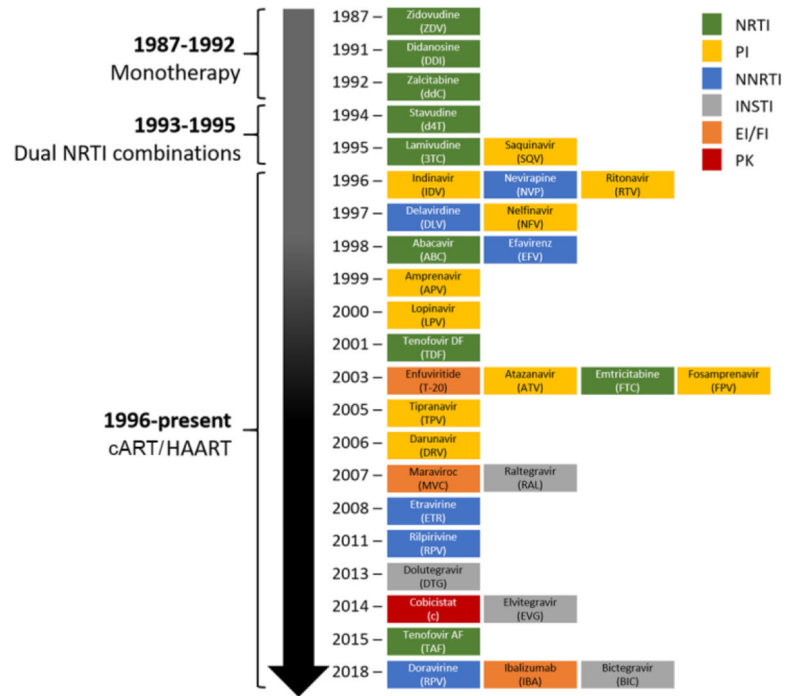 1987-1992
Monotherapy
1993-1995
Dual NRTI combinations
1996-present
cART/HAART
1987 –
Zidovudine
(ZDV)
1991 –
Didanosine
(DDI)
1992 –
Zalcitabine
(ddC)
1994 –
Stavudine
(d4T)
1995 –
Lamivudine
(3TC)
Saquinavir
(SQV)
1996 –
Indinavir
(IDV)
Nevirapine
(NVP)
Ritonavir
(RTV)
1997 –
Delavirdine
(DLV)
Nelfinavir
(NFV)
1998 –
Abacavir
(ABC)
Efavirenz
(EFV)
1999 –
Amprenavir
(APV)
2000 –
Lopinavir
(LPV)
2001 –
Tenofovir DF
(TDF)
2003 –
Enfuviritide
(T-20)
Atazanavir
(ATV)
Emtricitabine
(FTC)
Fosamprenavir
(FPV)
2005 –
Tipranavir
(TPV)
2006 –
Darunavir
(DRV)
2007 –
Maraviroc
(MVC)
Raltegravir
(RAL)
2008 –
Etravirine
(ETR)
2011 –
Rilpirivine
(RPV)
2013 –
Dolutegravir
(DTG)
2014 –
Cobicistat
(c)
Elvitegravir
(EVG)
2015 –
Tenofovir AF
(TAF)
2018 –
Doravirine
(RPV)
Ibalizumab
(IBA)
Bictegravir
(BIC)
NRTI
PI
NNRTI
INSTI
EI/FI
PK